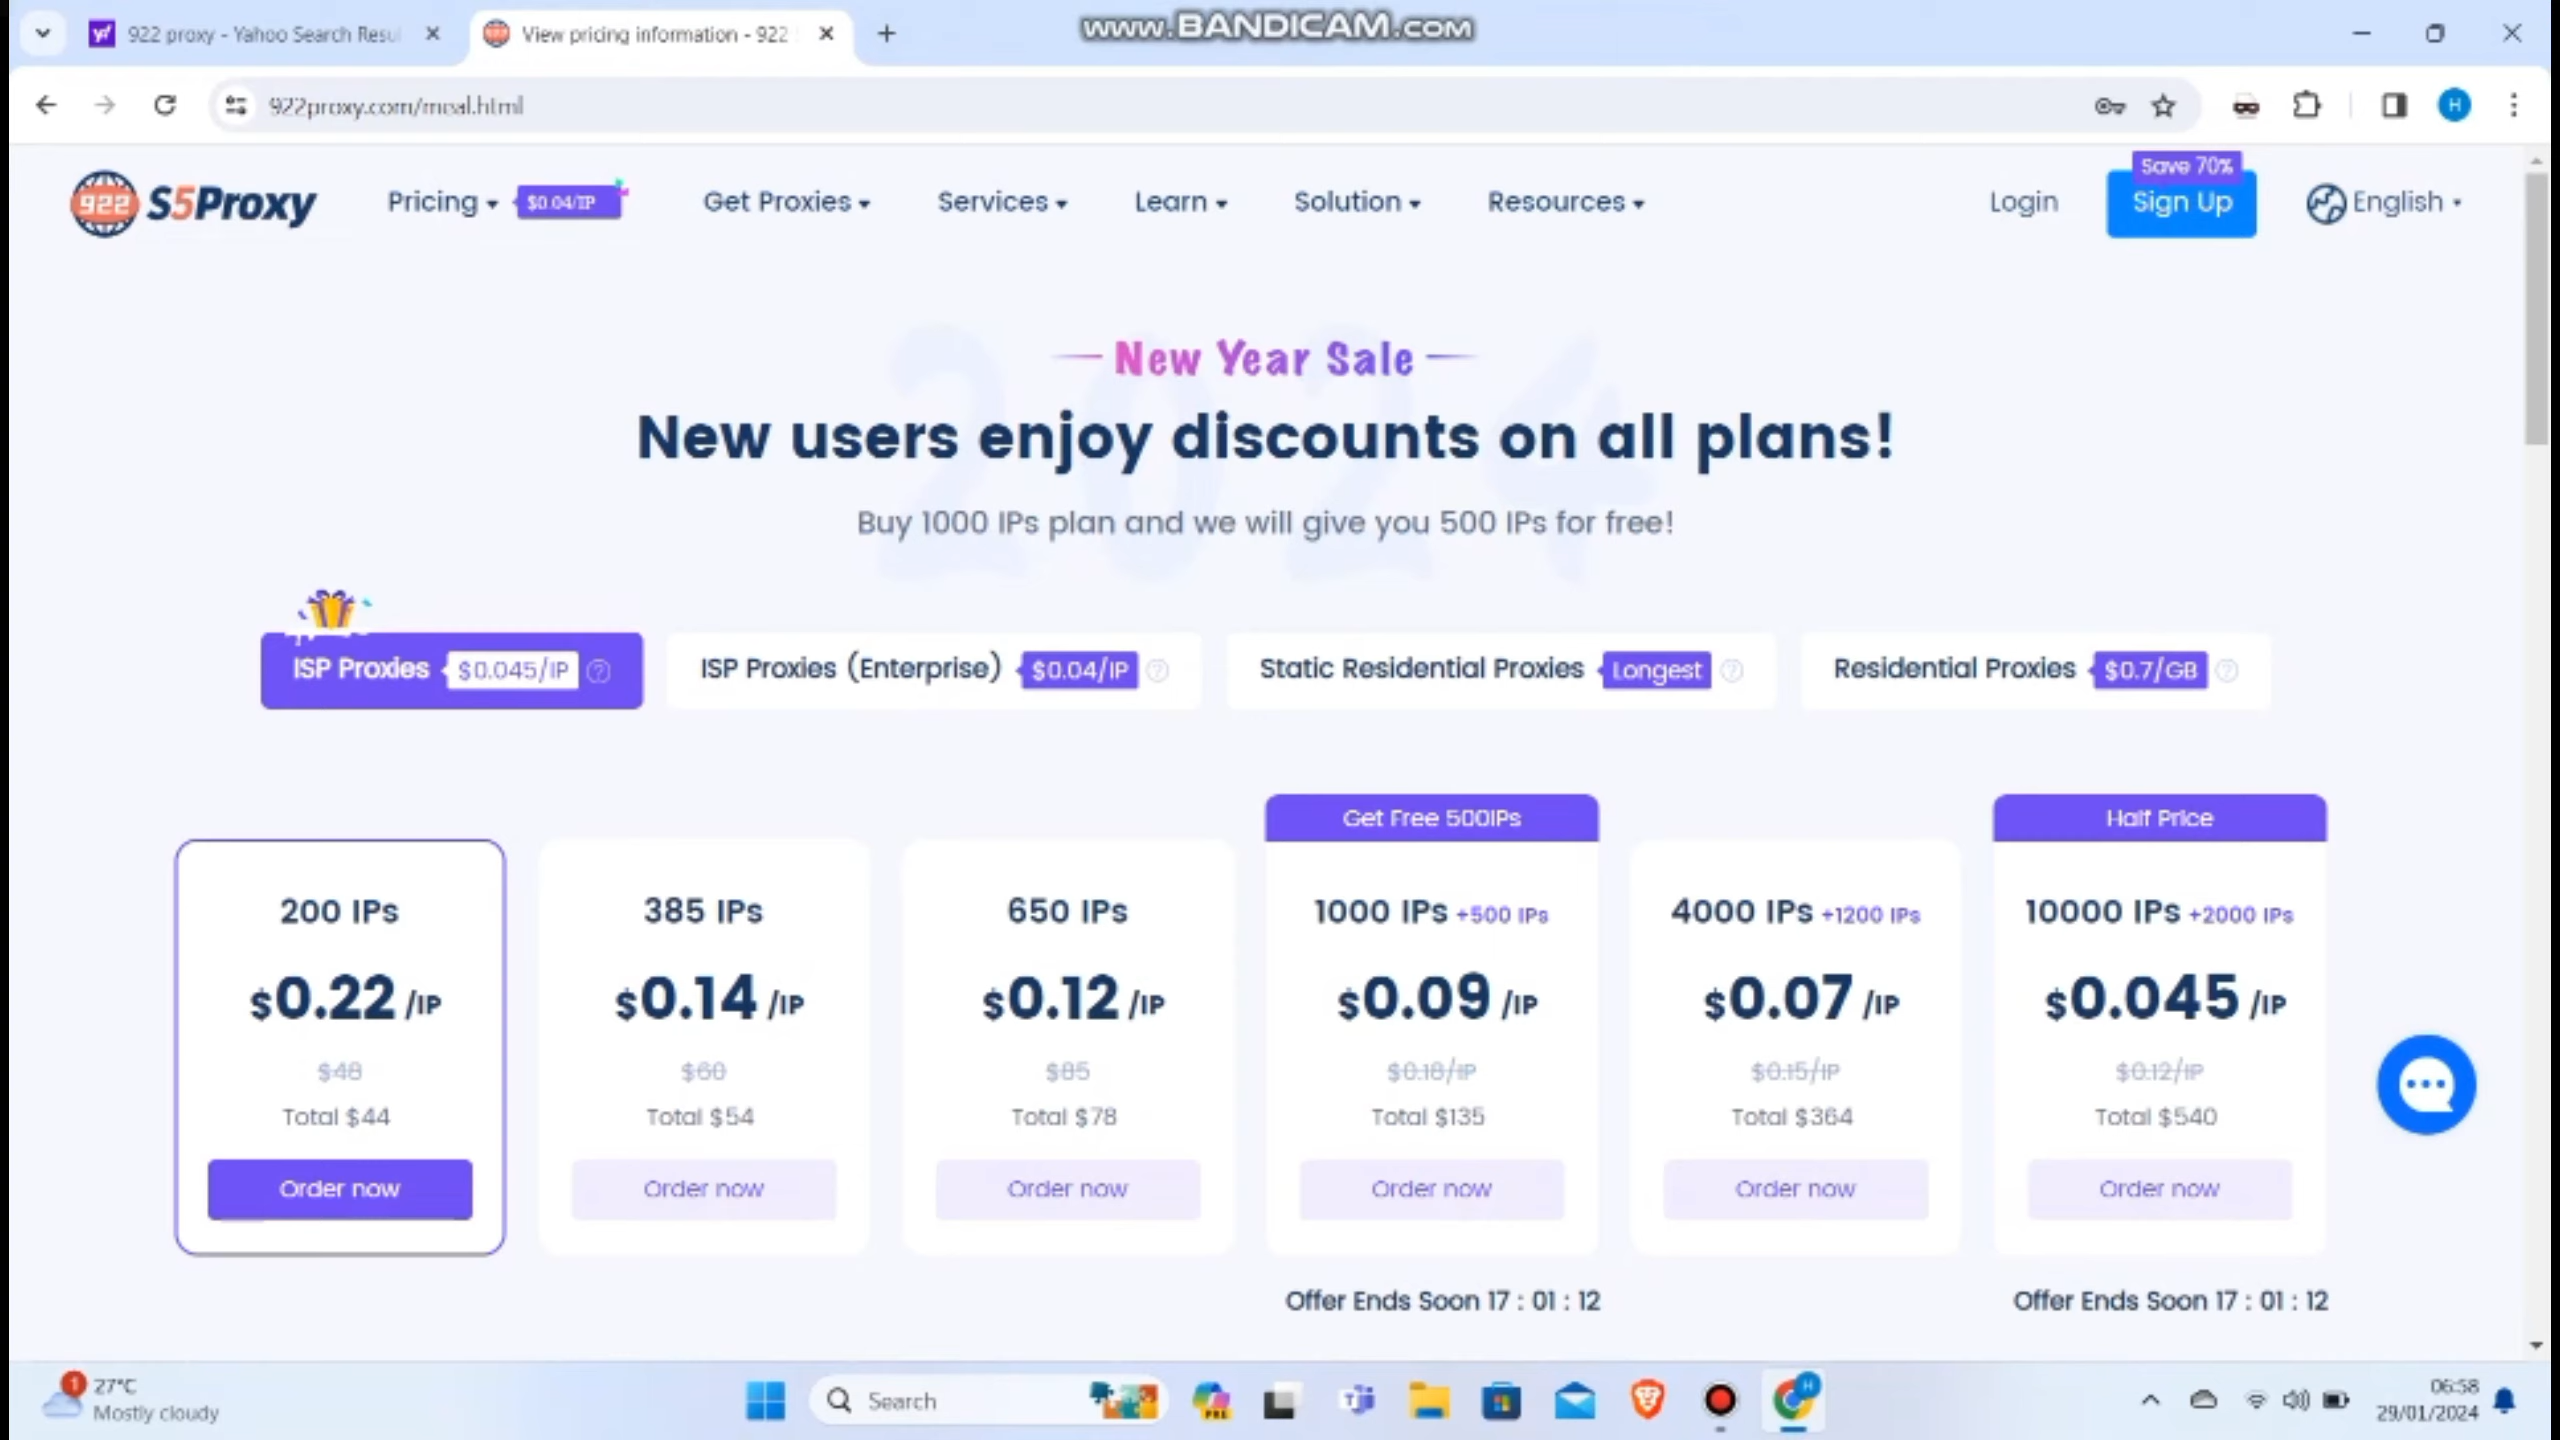 922 proxy - Yahoo Search Resu
View pricing information - 922
www.BANDICAM.com
922proxy.com/meal.html
H
922 S5Proxy
Pricing
$0.04/IP
Get Proxies
Services
Learn
Solution
Resources
Login
Save 70%
Sign Up
English
2024
New Year Sale
New users enjoy discounts on all plans!
Buy 1000 IPs plan and we will give you 500 IPs for free!
ISP Proxies $0.045/IP ?
ISP Proxies (Enterprise) $0.04/IP ?
Static Residential Proxies Longest ?
Residential Proxies $0.7/GB ?
200 IPs
$0.22 /IP
$48
Total $44
Order now
385 IPs
$0.14 /IP
$60
Total $54
Order now
650 IPs
$0.12 /IP
$85
Total $78
Order now
Get Free 500IPs
1000 IPs +500 IPs
$0.09 /IP
$0.18/IP
Total $135
Order now
Offer Ends Soon 17 : 01 : 12
4000 IPs +1200 IPs
$0.07 /IP
$0.15/IP
Total $364
Order now
Half Price
10000 IPs +2000 IPs
$0.045 /IP
$0.12/IP
Total $540
Order now
Offer Ends Soon 17 : 01 : 12
1
27°C
Mostly cloudy
Search
PRE
H
06:58
29/01/2024